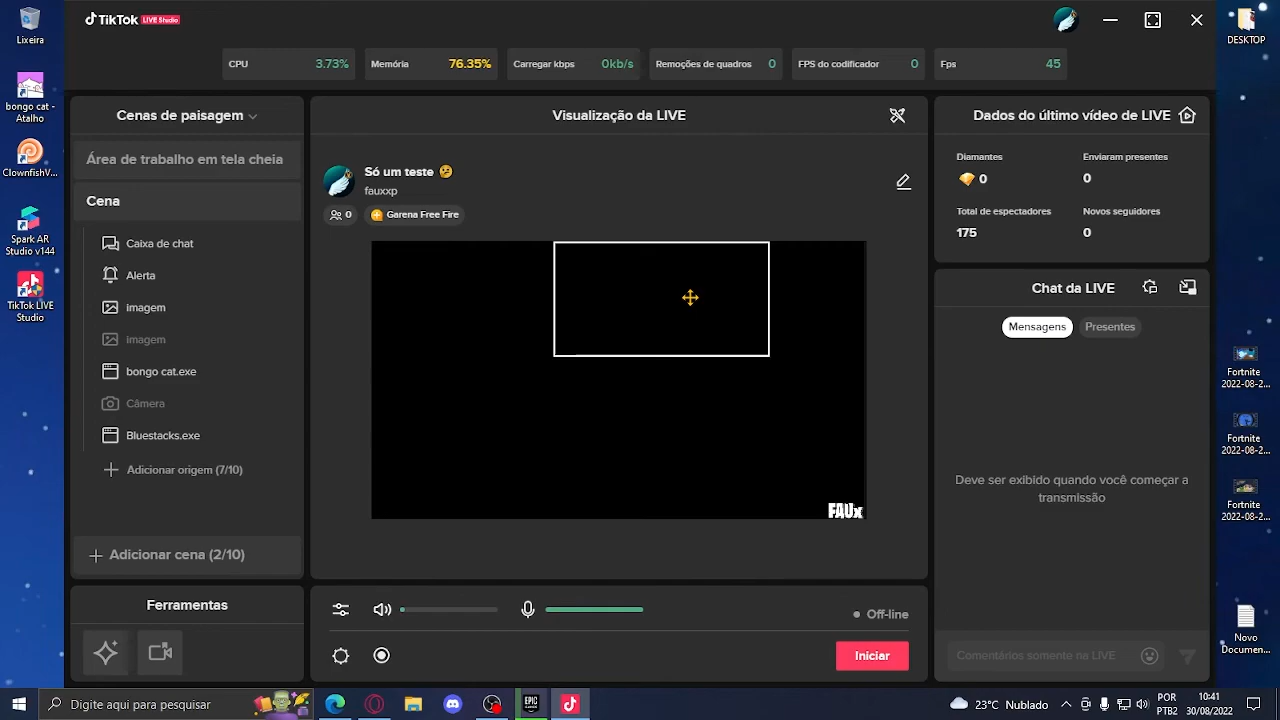 Lixeira
bongo cat - Atalho
ClownfishV...
Spark AR Studio v144
TikTok LIVE Studio
TikTok LIVE Studio
CPU 3.73%
Memória 76.35%
Carregar kbps 0kb/s
Remoções de quadros 0
FPS do codificador 0
Fps 45
Cenas de paisagem
Área de trabalho em tela cheia
Cena
Caixa de chat
Alerta
imagem
imagem
bongo cat.exe
Câmera
Bluestacks.exe
Adicionar origem (7/10)
Adicionar cena (2/10)
Ferramentas
Visualização da LIVE
Só um teste
fauxxp
0 Garena Free Fire
FAUx
Off-line
Iniciar
Dados do último vídeo de LIVE
Diamantes Enviaram presentes
0 0
Total de espectadores Novos seguidores
175 0
Chat da LIVE
Mensagens Presentes
Deve ser exibido quando você começar a
transmissão
Comentários somente na LIVE
DESKTOP
Fortnite
2022-08-2...
Fortnite
2022-08-2...
Fortnite
2022-08-2...
Novo
Documen...
Digite aqui para pesquisar
EPIC GAMES
23°C Nublado
POR
PTB2
10:41
30/08/2022